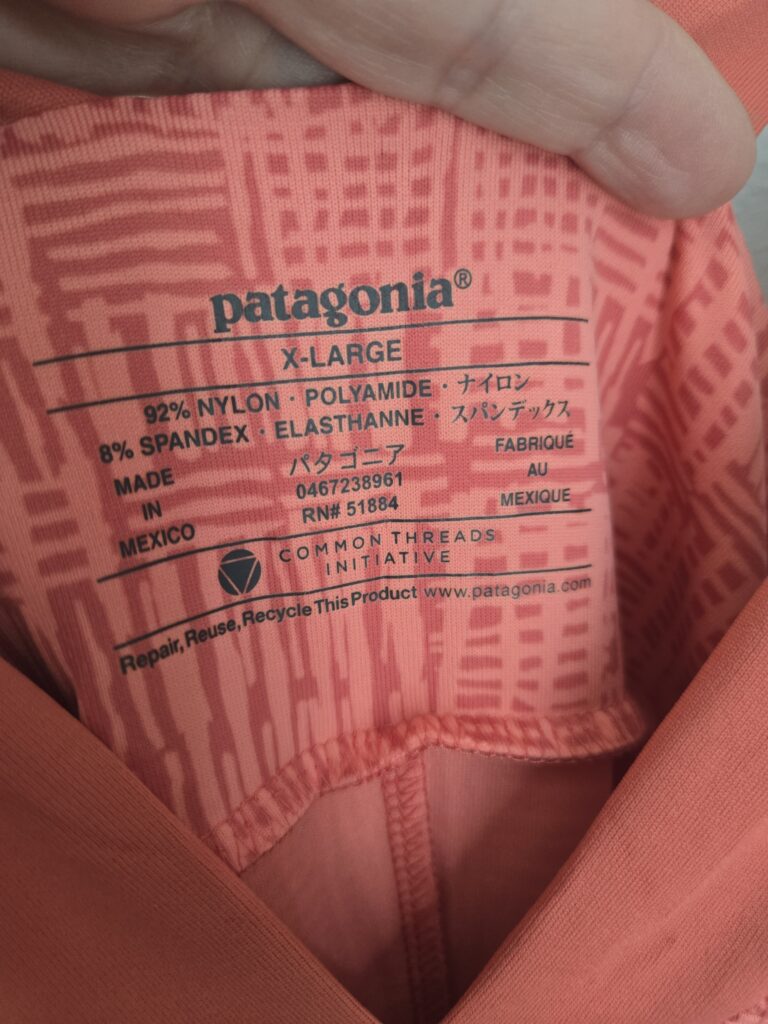 patagonia®
X-LARGE
92% NYLON · POLYAMIDE · ナイロン
8% SPANDEX · ELASTHANNE · スパンデックス
MADE
IN
MEXICO
パタゴニア
0467238961
RN# 51884
FABRIQUÉ
AU
MEXIQUE
COMMON THREADS
INITIATIVE
Repair, Reuse, Recycle This Product www.patagonia.com